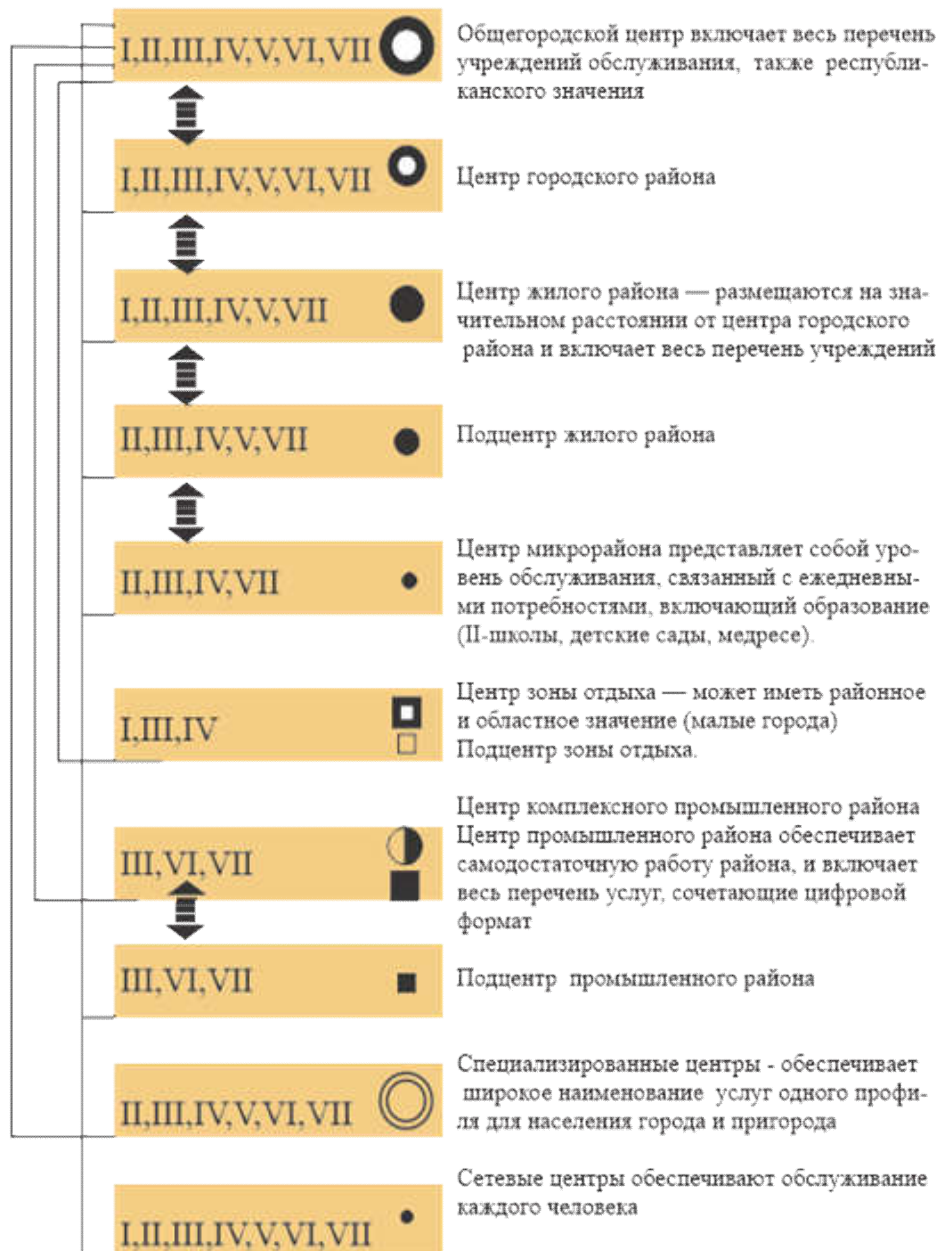 I,II,III,IV,V,VI,VII
Общегородской центр включает весь перечень
учреждений обслуживания, также республи-
канского значения
I,II,III,IV,V,VI,VII
Центр городского района
I,II,III,IV,V,VII
Центр жилого района — размещаются на зна-
чительном расстоянии от центра городского
района и включает весь перечень учреждений
II,III,IV,V,VII
Подцентр жилого района
II,III,IV,VII
Центр микрорайона представляет собой уро-
вень обслуживания, связанный с ежедневны-
ми потребностями, включающий образование
(II-школы, детские сады, медресе).
I,III,IV
Центр зоны отдыха — может иметь районное
и областное значение (малые города)
Подцентр зоны отдыха.
III,VI,VII
Центр комплексного промышленного района
Центр промышленного района обеспечивает
самодостаточную работу района, и включает
весь перечень услуг, сочетающие цифровой
формат
III,VI,VII
Подцентр промышленного района
II,III,IV,V,VI,VII
Специализированные центры - обеспечивает
широкое наименование услуг одного профи-
ля для населения города и пригорода
I,II,III,IV,V,VI,VII
Сетевые центры обеспечивают обслуживание
каждого человека